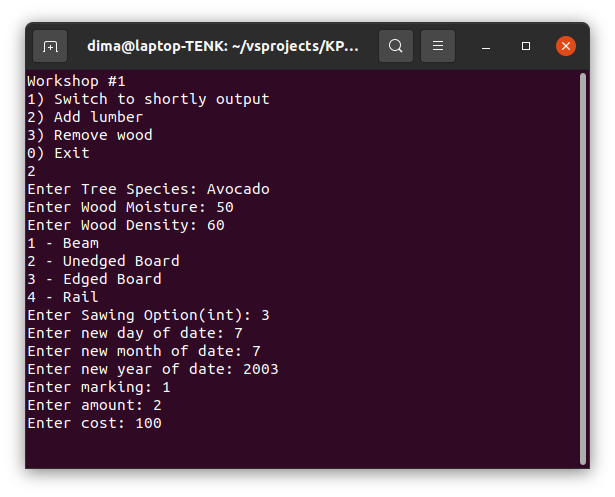 dima@laptop-TENK: ~/vsprojects/KP...
Workshop #1
1) Switch to shortly output
2) Add lumber
3) Remove wood
0) Exit
2
Enter Tree Species: Avocado
Enter Wood Moisture: 50
Enter Wood Density: 60
1 - Beam
2 - Unedged Board
3 - Edged Board
4 - Rail
Enter Sawing Option(int): 3
Enter new day of date: 7
Enter new month of date: 7
Enter new year of date: 2003
Enter marking: 1
Enter amount: 2
Enter cost: 100